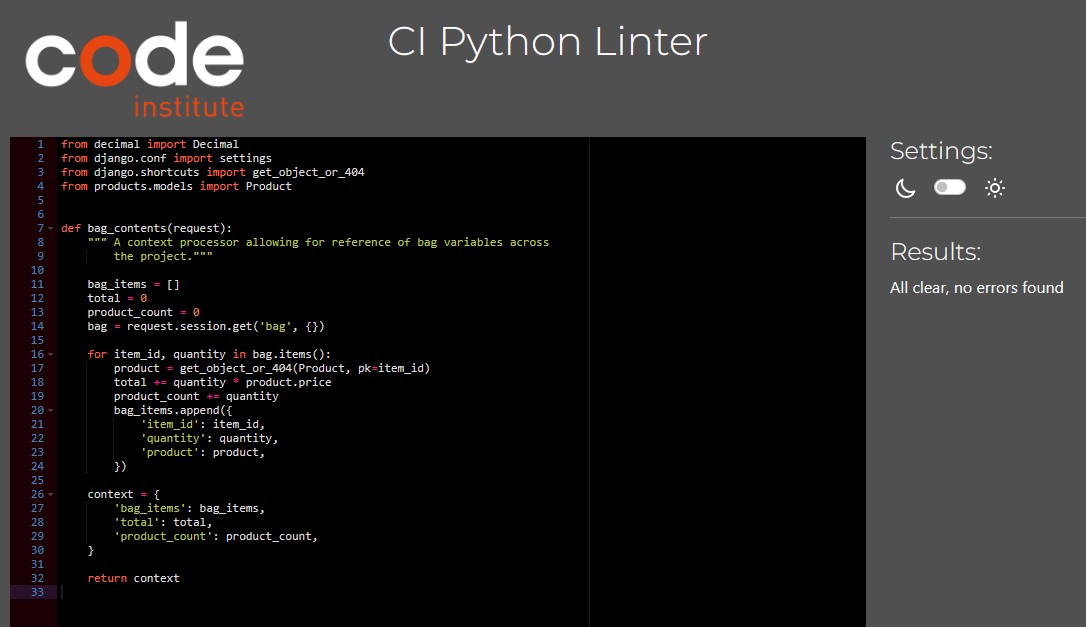 code
institute
CI Python Linter
1 from decimal import Decimal
2 from django.conf import settings
3 from django.shortcuts import get_object_or_404
4 from products.models import Product
5
6
7 def bag_contents(request):
8     """ A context processor allowing for reference of bag variables across
9         the project."""
10
11     bag_items = []
12     total = 0
13     product_count = 0
14     bag = request.session.get('bag', {})
15
16     for item_id, quantity in bag.items():
17         product = get_object_or_404(Product, pk=item_id)
18         total += quantity * product.price
19         product_count += quantity
20         bag_items.append({
21             'item_id': item_id,
22             'quantity': quantity,
23             'product': product,
24         })
25
26     context = {
27         'bag_items': bag_items,
28         'total': total,
29         'product_count': product_count,
30     }
31
32     return context
33
Settings:
Results:
All clear, no errors found